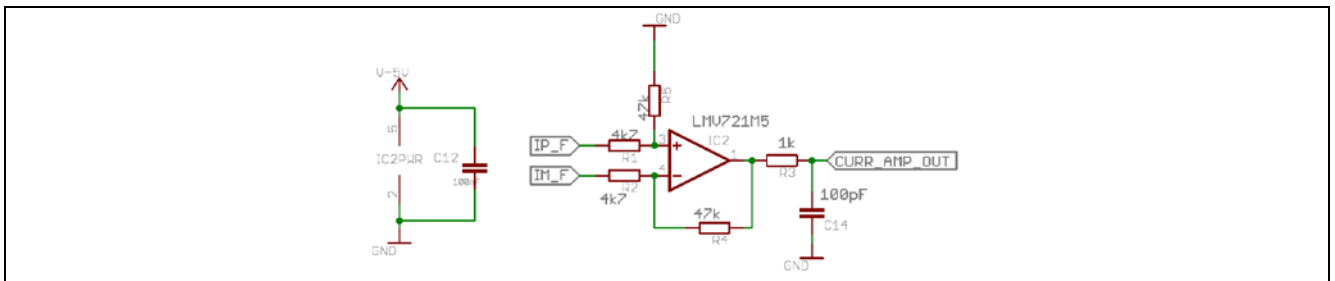 GND
V-5V
47k
R5
LMV721M5
5
IC2PWR
2
C12
100nF
GND
IP_F
4k7
R1
3
IC2
1
1k
R3
CURR_AMP_OUT
IM_F
R2
4k7
4
47k
R4
100pF
C14
GND